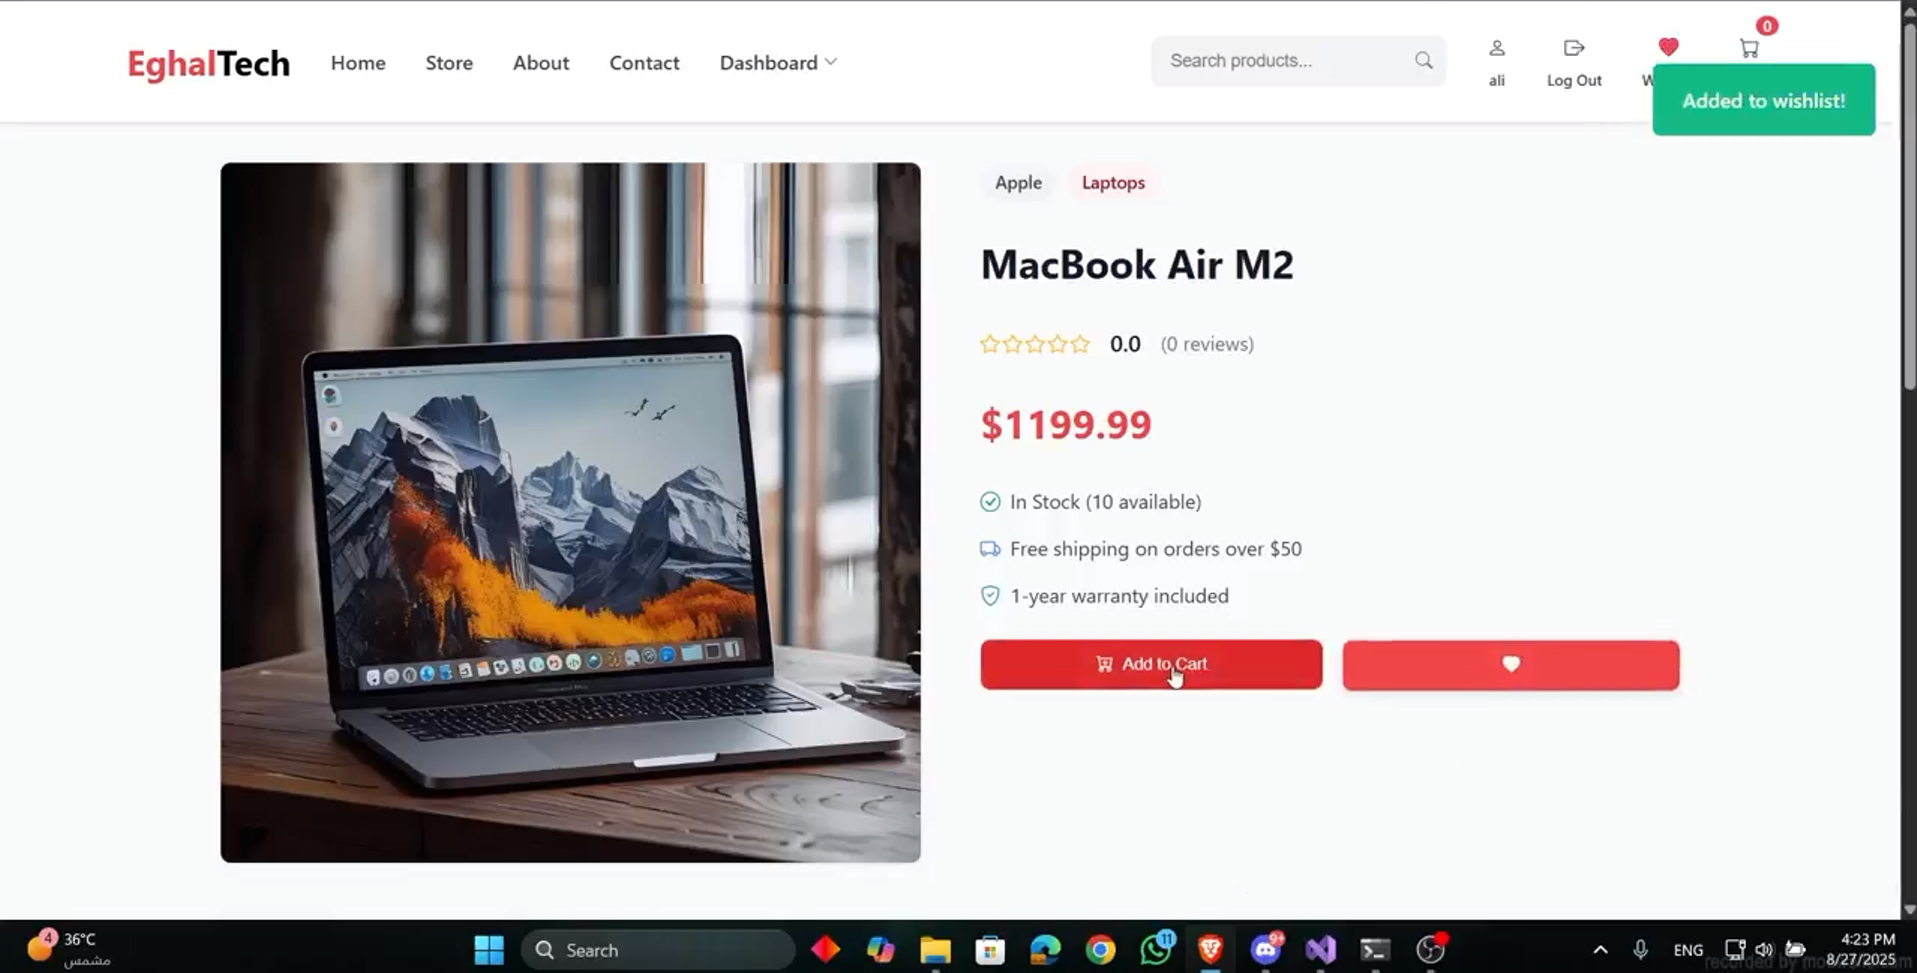 EghalTech
Home
Store
About
Contact
Dashboard
Search products...
ali
Log Out
W
0
Added to wishlist!
Apple
Laptops
MacBook Air M2
0.0 (0 reviews)
$1199.99
In Stock (10 available)
Free shipping on orders over $50
1-year warranty included
Add to Cart
4
36°C
مشمس
Search
11
9+
ENG
4:23 PM
8/27/2025